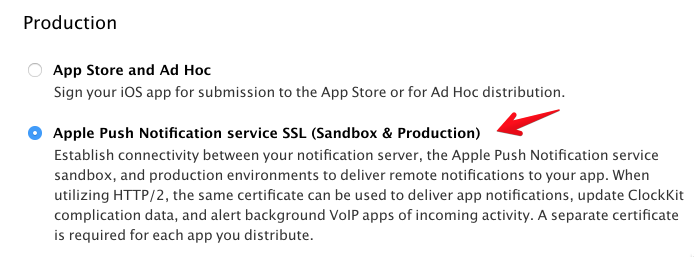 Production
App Store and Ad Hoc
Sign your iOS app for submission to the App Store or for Ad Hoc distribution.
Apple Push Notification service SSL (Sandbox & Production)
Establish connectivity between your notification server, the Apple Push Notification service
sandbox, and production environments to deliver remote notifications to your app. When
utilizing HTTP/2, the same certificate can be used to deliver app notifications, update ClockKit
complication data, and alert background VoIP apps of incoming activity. A separate certificate
is required for each app you distribute.